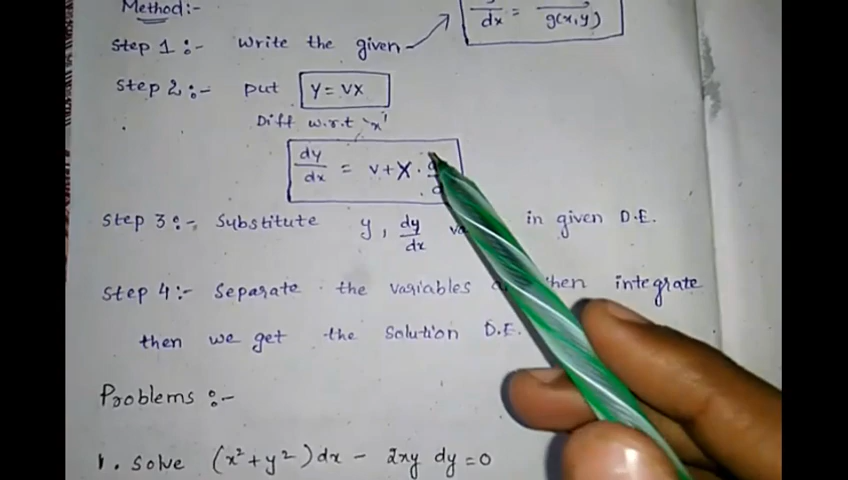 Method:-
dx = g(x,y)
Step 1:- Write the given
Step 2:- put Y = VX
Diff w.r.t 'x'
dy/dx = v + x ·
Step 3:- Substitute y, dy/dx in given D.E.
Step 4:- Separate the variables then integrate
then we get the solution D.E.
Problems :-
1. Solve (x² + y²) dx - 2xy dy = 0